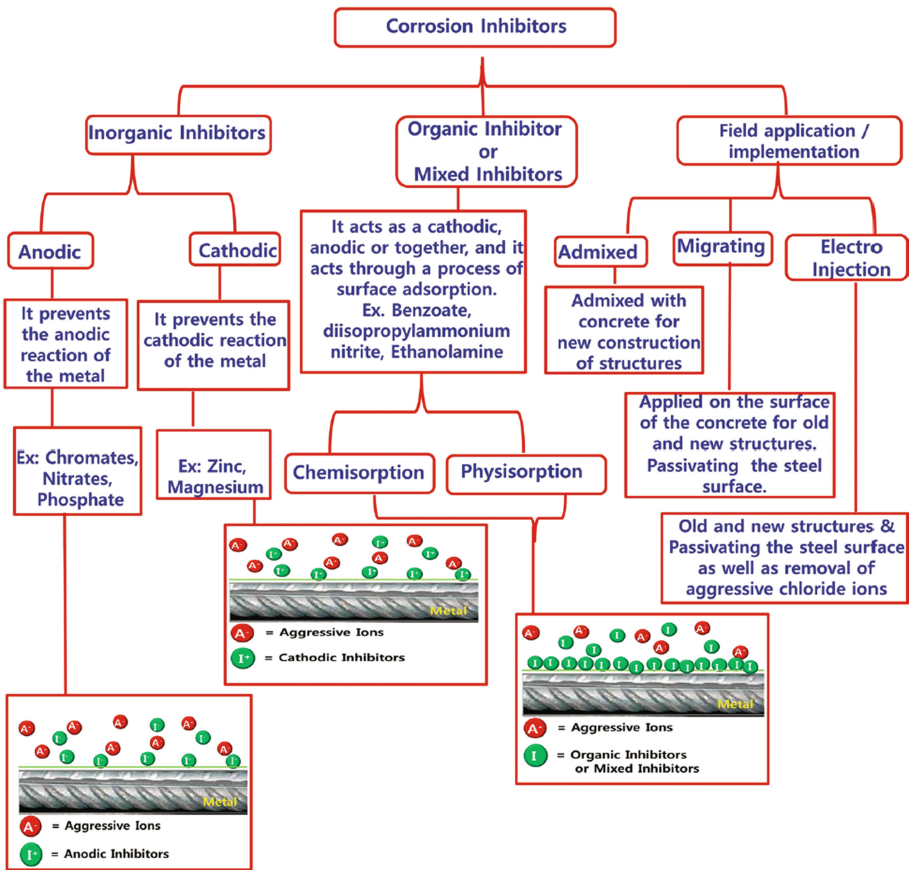 Corrosion Inhibitors
Inorganic Inhibitors
Organic Inhibitor
or
Mixed Inhibitors
Field application /
implementation
Anodic
Cathodic
It acts as a cathodic,
anodic or together, and it
acts through a process of
surface adsorption.
Ex. Benzoate,
diisopropylammonium
nitrite, Ethanolamine
Admixed
Migrating
Electro
Injection
It prevents
the anodic
reaction of
the metal
It prevents the
cathodic reaction
of the metal
Admixed with
concrete for
new construction
of structures
Applied on the surface
of the concrete for old
and new structures.
Passivating the steel
surface.
Ex: Chromates,
Nitrates,
Phosphate
Ex: Zinc,
Magnesium
Chemisorption
Physisorption
Old and new structures &
Passivating the steel surface
as well as removal of
aggressive chloride ions
Metal
A- = Aggressive Ions
I+ = Cathodic Inhibitors
Metal
A- = Aggressive Ions
I = Organic Inhibitors
or Mixed Inhibitors
Metal
A- = Aggressive Ions
I+ = Anodic Inhibitors